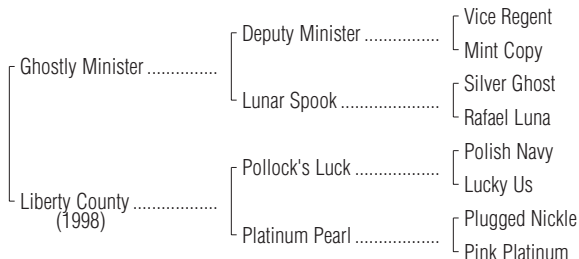 Vice Regent
Deputy Minister ................
Mint Copy
Ghostly Minister ...............
Silver Ghost
Lunar Spook .....................
Rafael Luna
Polish Navy
Pollock's Luck ..................
Lucky Us
Liberty County ..................
(1998)
Plugged Nickle
Platinum Pearl ..................
Pink Platinum